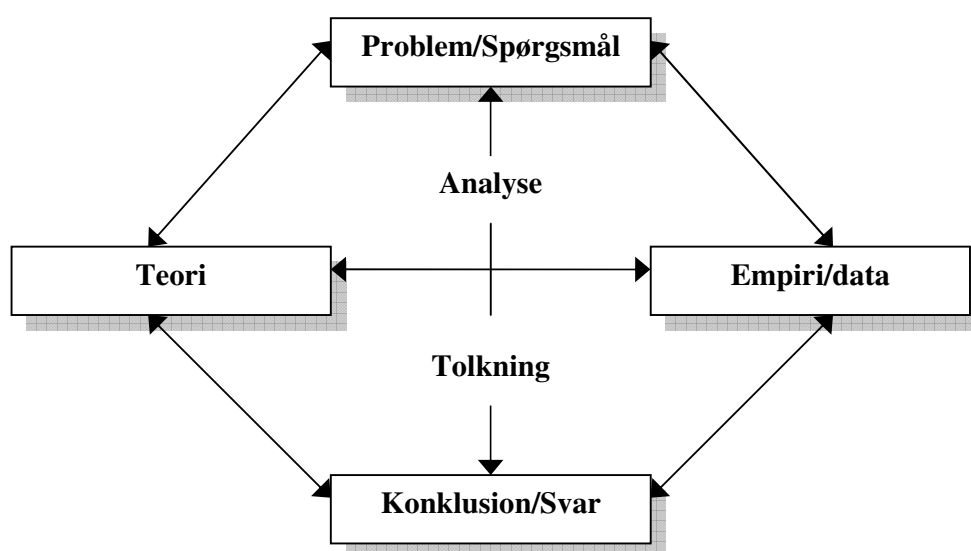 Problem/Spørgsmål
Analyse
Teori
Empiri/data
Tolkning
Konklusion/Svar